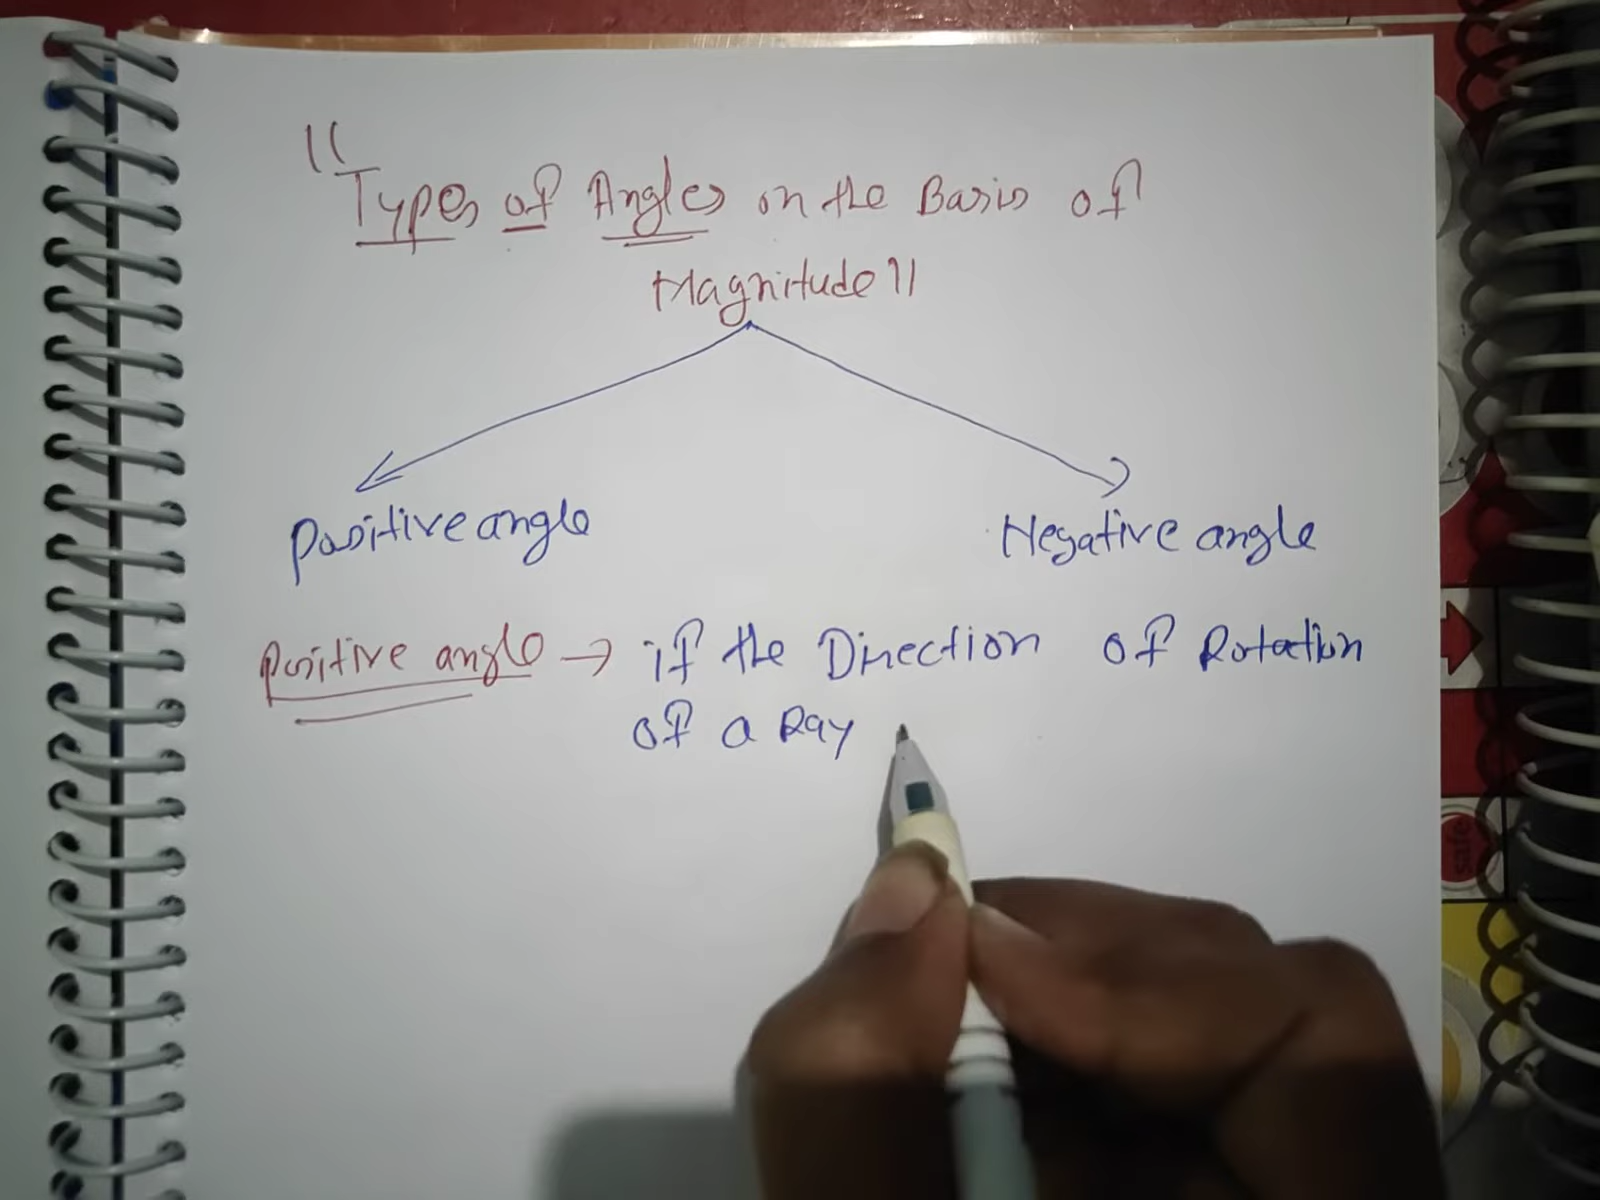 "Types of Angles on the Basis of
Magnitude"
Positive angle
Negative angle
Positive angle → if the Direction of Rotation
of a Ray
safe